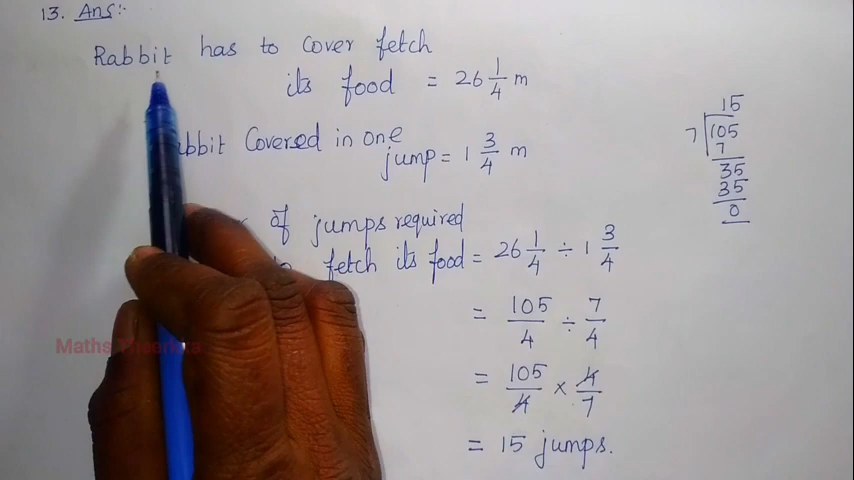 13. Ans:-
Rabbit has to cover fetch
its food = 26 1/4 m
Covered in one
jump = 1 3/4 m
of jumps required
fetch its food = 26 1/4 ÷ 1 3/4
= 105/4 ÷ 7/4
= 105/4 × 4/7
= 15 jumps.
15
7 105
7
35
35
0
Maths